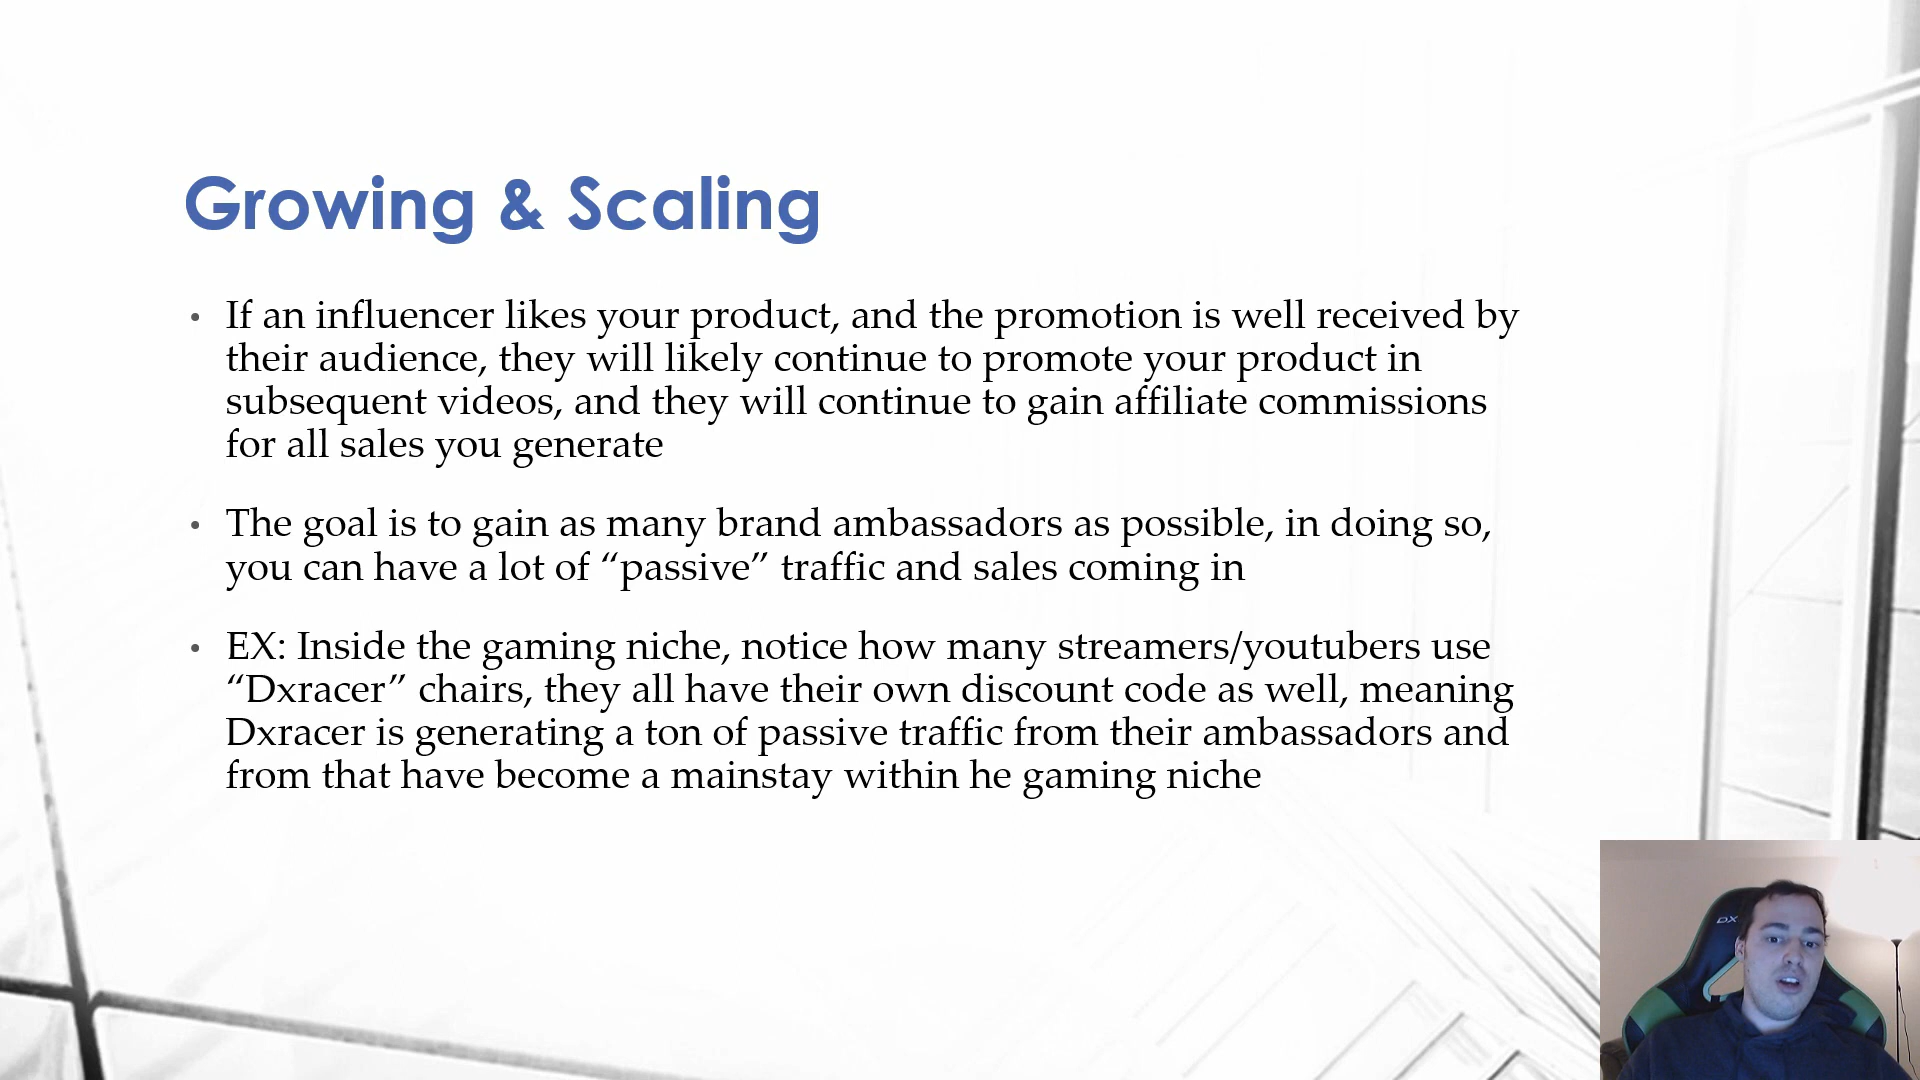 Growing & Scaling
• If an influencer likes your product, and the promotion is well received by
their audience, they will likely continue to promote your product in
subsequent videos, and they will continue to gain affiliate commissions
for all sales you generate
• The goal is to gain as many brand ambassadors as possible, in doing so,
you can have a lot of “passive” traffic and sales coming in
• EX: Inside the gaming niche, notice how many streamers/youtubers use
“Dxracer” chairs, they all have their own discount code as well, meaning
Dxracer is generating a ton of passive traffic from their ambassadors and
from that have become a mainstay within he gaming niche
DX